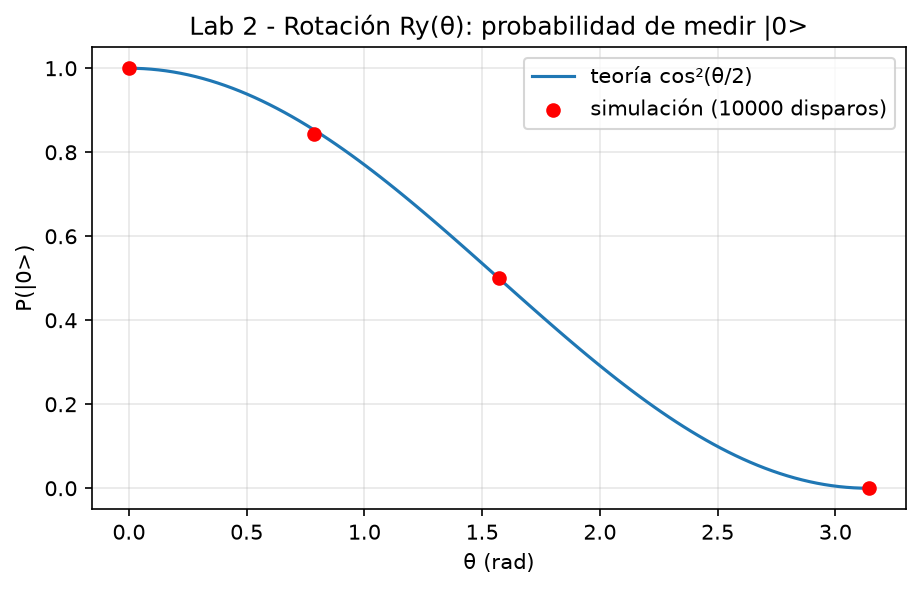 Lab 2 - Rotación Ry(θ): probabilidad de medir |0>
teoría cos²(θ/2)
simulación (10000 disparos)
P(|0>)
1.0
0.8
0.6
0.4
0.2
0.0
0.0 0.5 1.0 1.5 2.0 2.5 3.0
θ (rad)